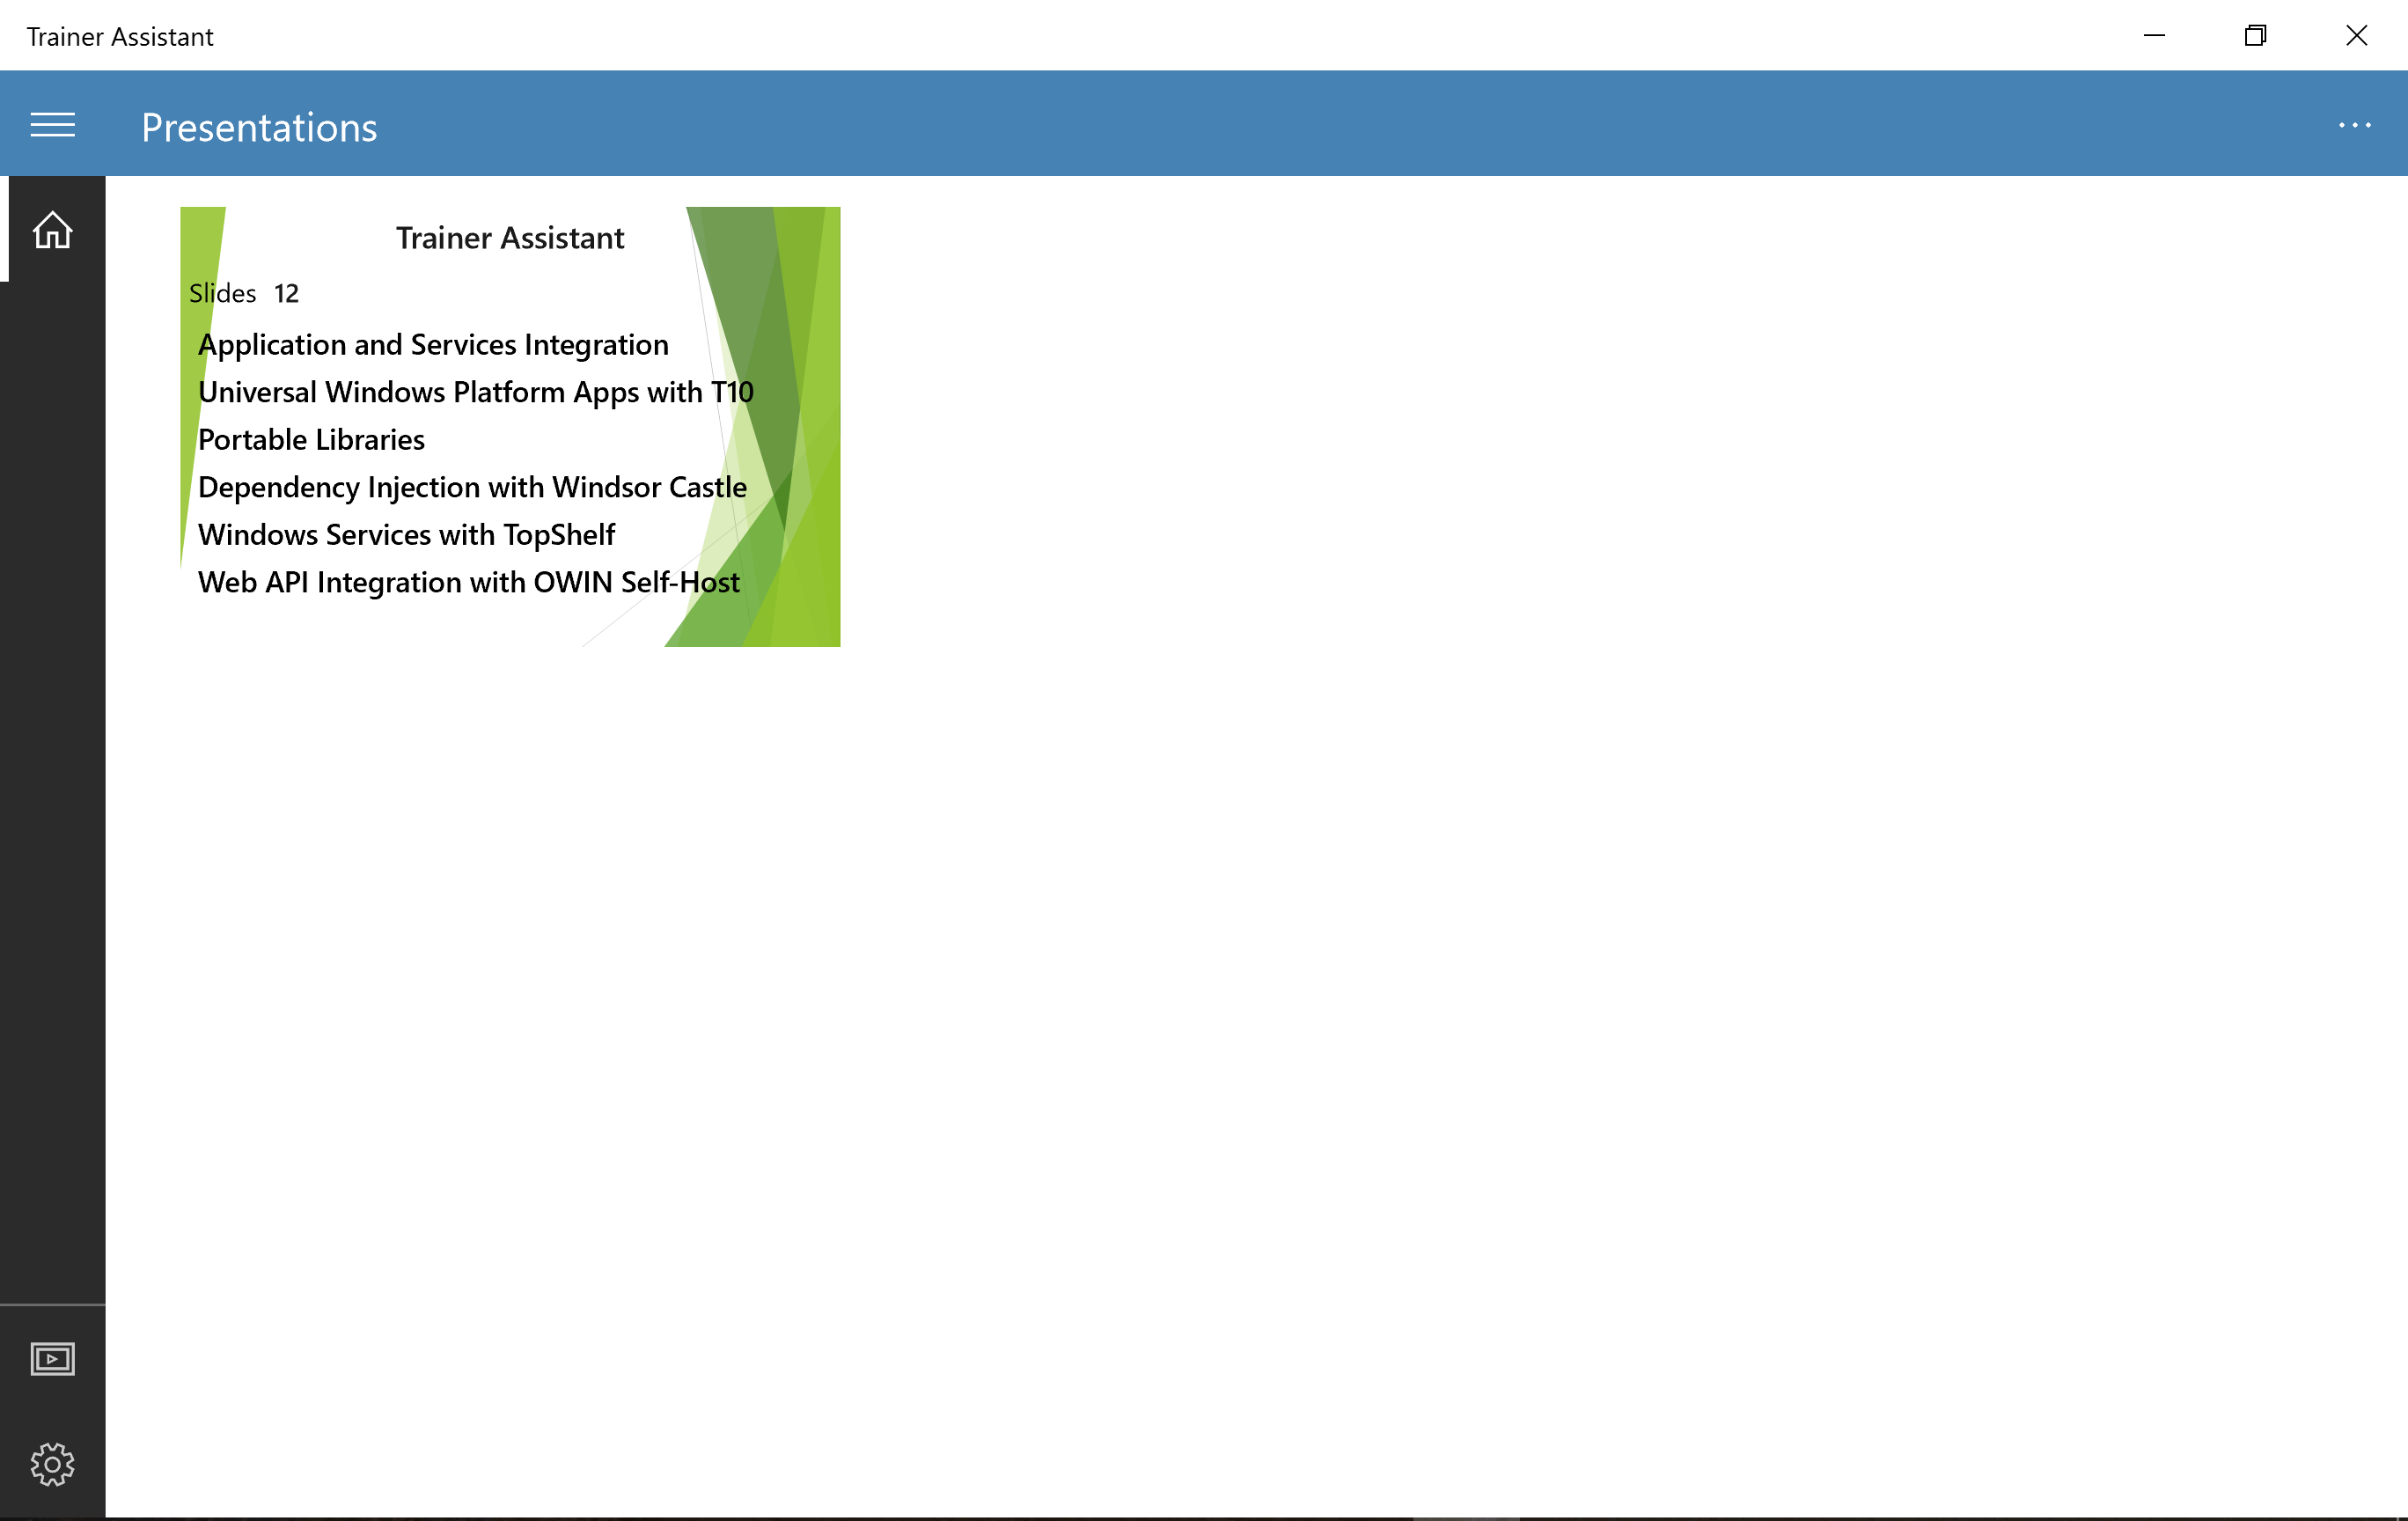 Trainer Assistant
Presentations
Trainer Assistant
Slides 12
Application and Services Integration
Universal Windows Platform Apps with T10
Portable Libraries
Dependency Injection with Windsor Castle
Windows Services with TopShelf
Web API Integration with OWIN Self-Host